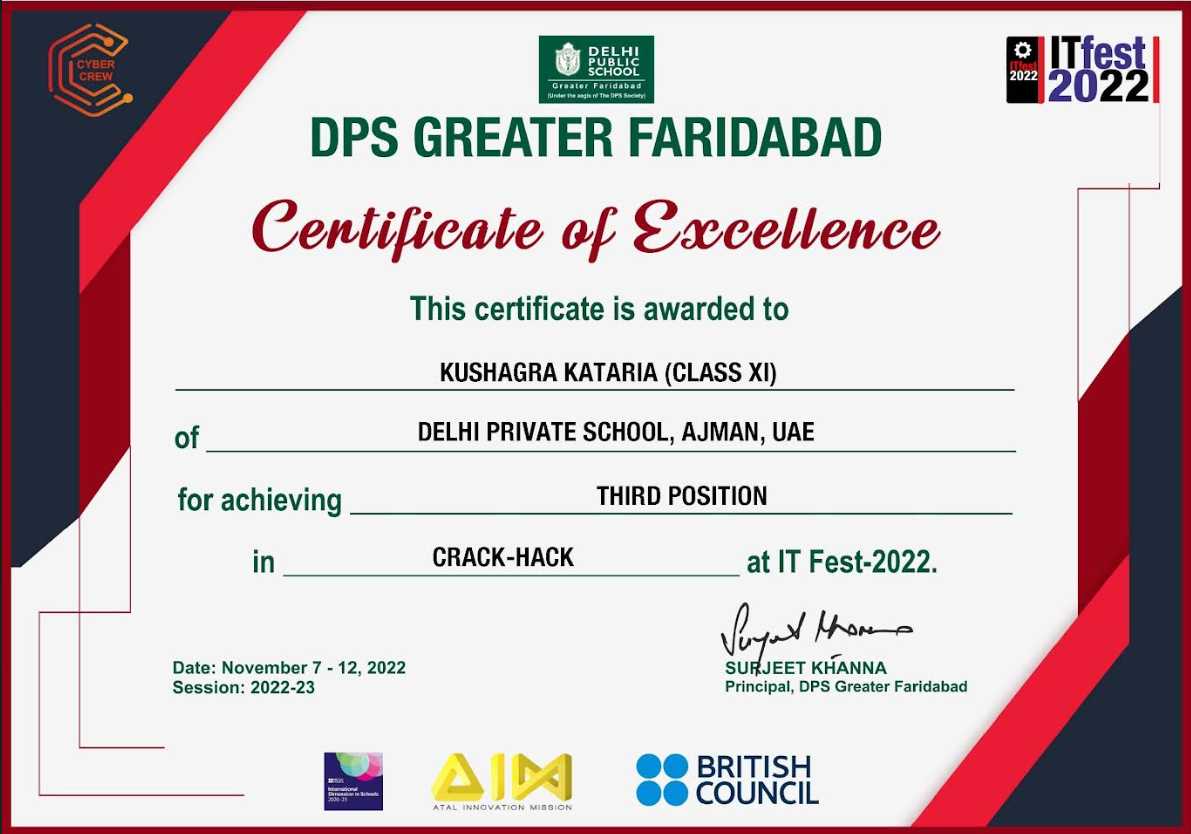 CYBER
CREW
DELHI
PUBLIC
SCHOOL
Greater Faridabad
(Under the aegis of The DPS Society)
ITfest
2022
ITfest
2022
DPS GREATER FARIDABAD
Certificate of Excellence
This certificate is awarded to
KUSHAGRA KATARIA (CLASS XI)
of DELHI PRIVATE SCHOOL, AJMAN, UAE
for achieving THIRD POSITION
in CRACK-HACK at IT Fest-2022.
Surjeet Khanna
SURJEET KHANNA
Principal, DPS Greater Faridabad
Date: November 7 - 12, 2022
Session: 2022-23
International
Dimension in Schools
2020-23
AIM
ATAL INNOVATION MISSION
BRITISH
COUNCIL